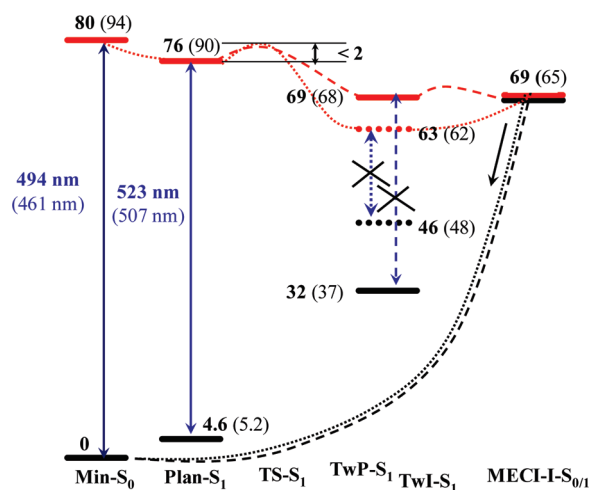 80 (94)
76 (90)
< 2
69 (68)
69 (65)
63 (62)
494 nm
(461 nm)
523 nm
(507 nm)
46 (48)
32 (37)
4.6 (5.2)
0
Min-S₀
Plan-S₁
TS-S₁
TwP-S₁
TwI-S₁
MECI-I-S₀/₁